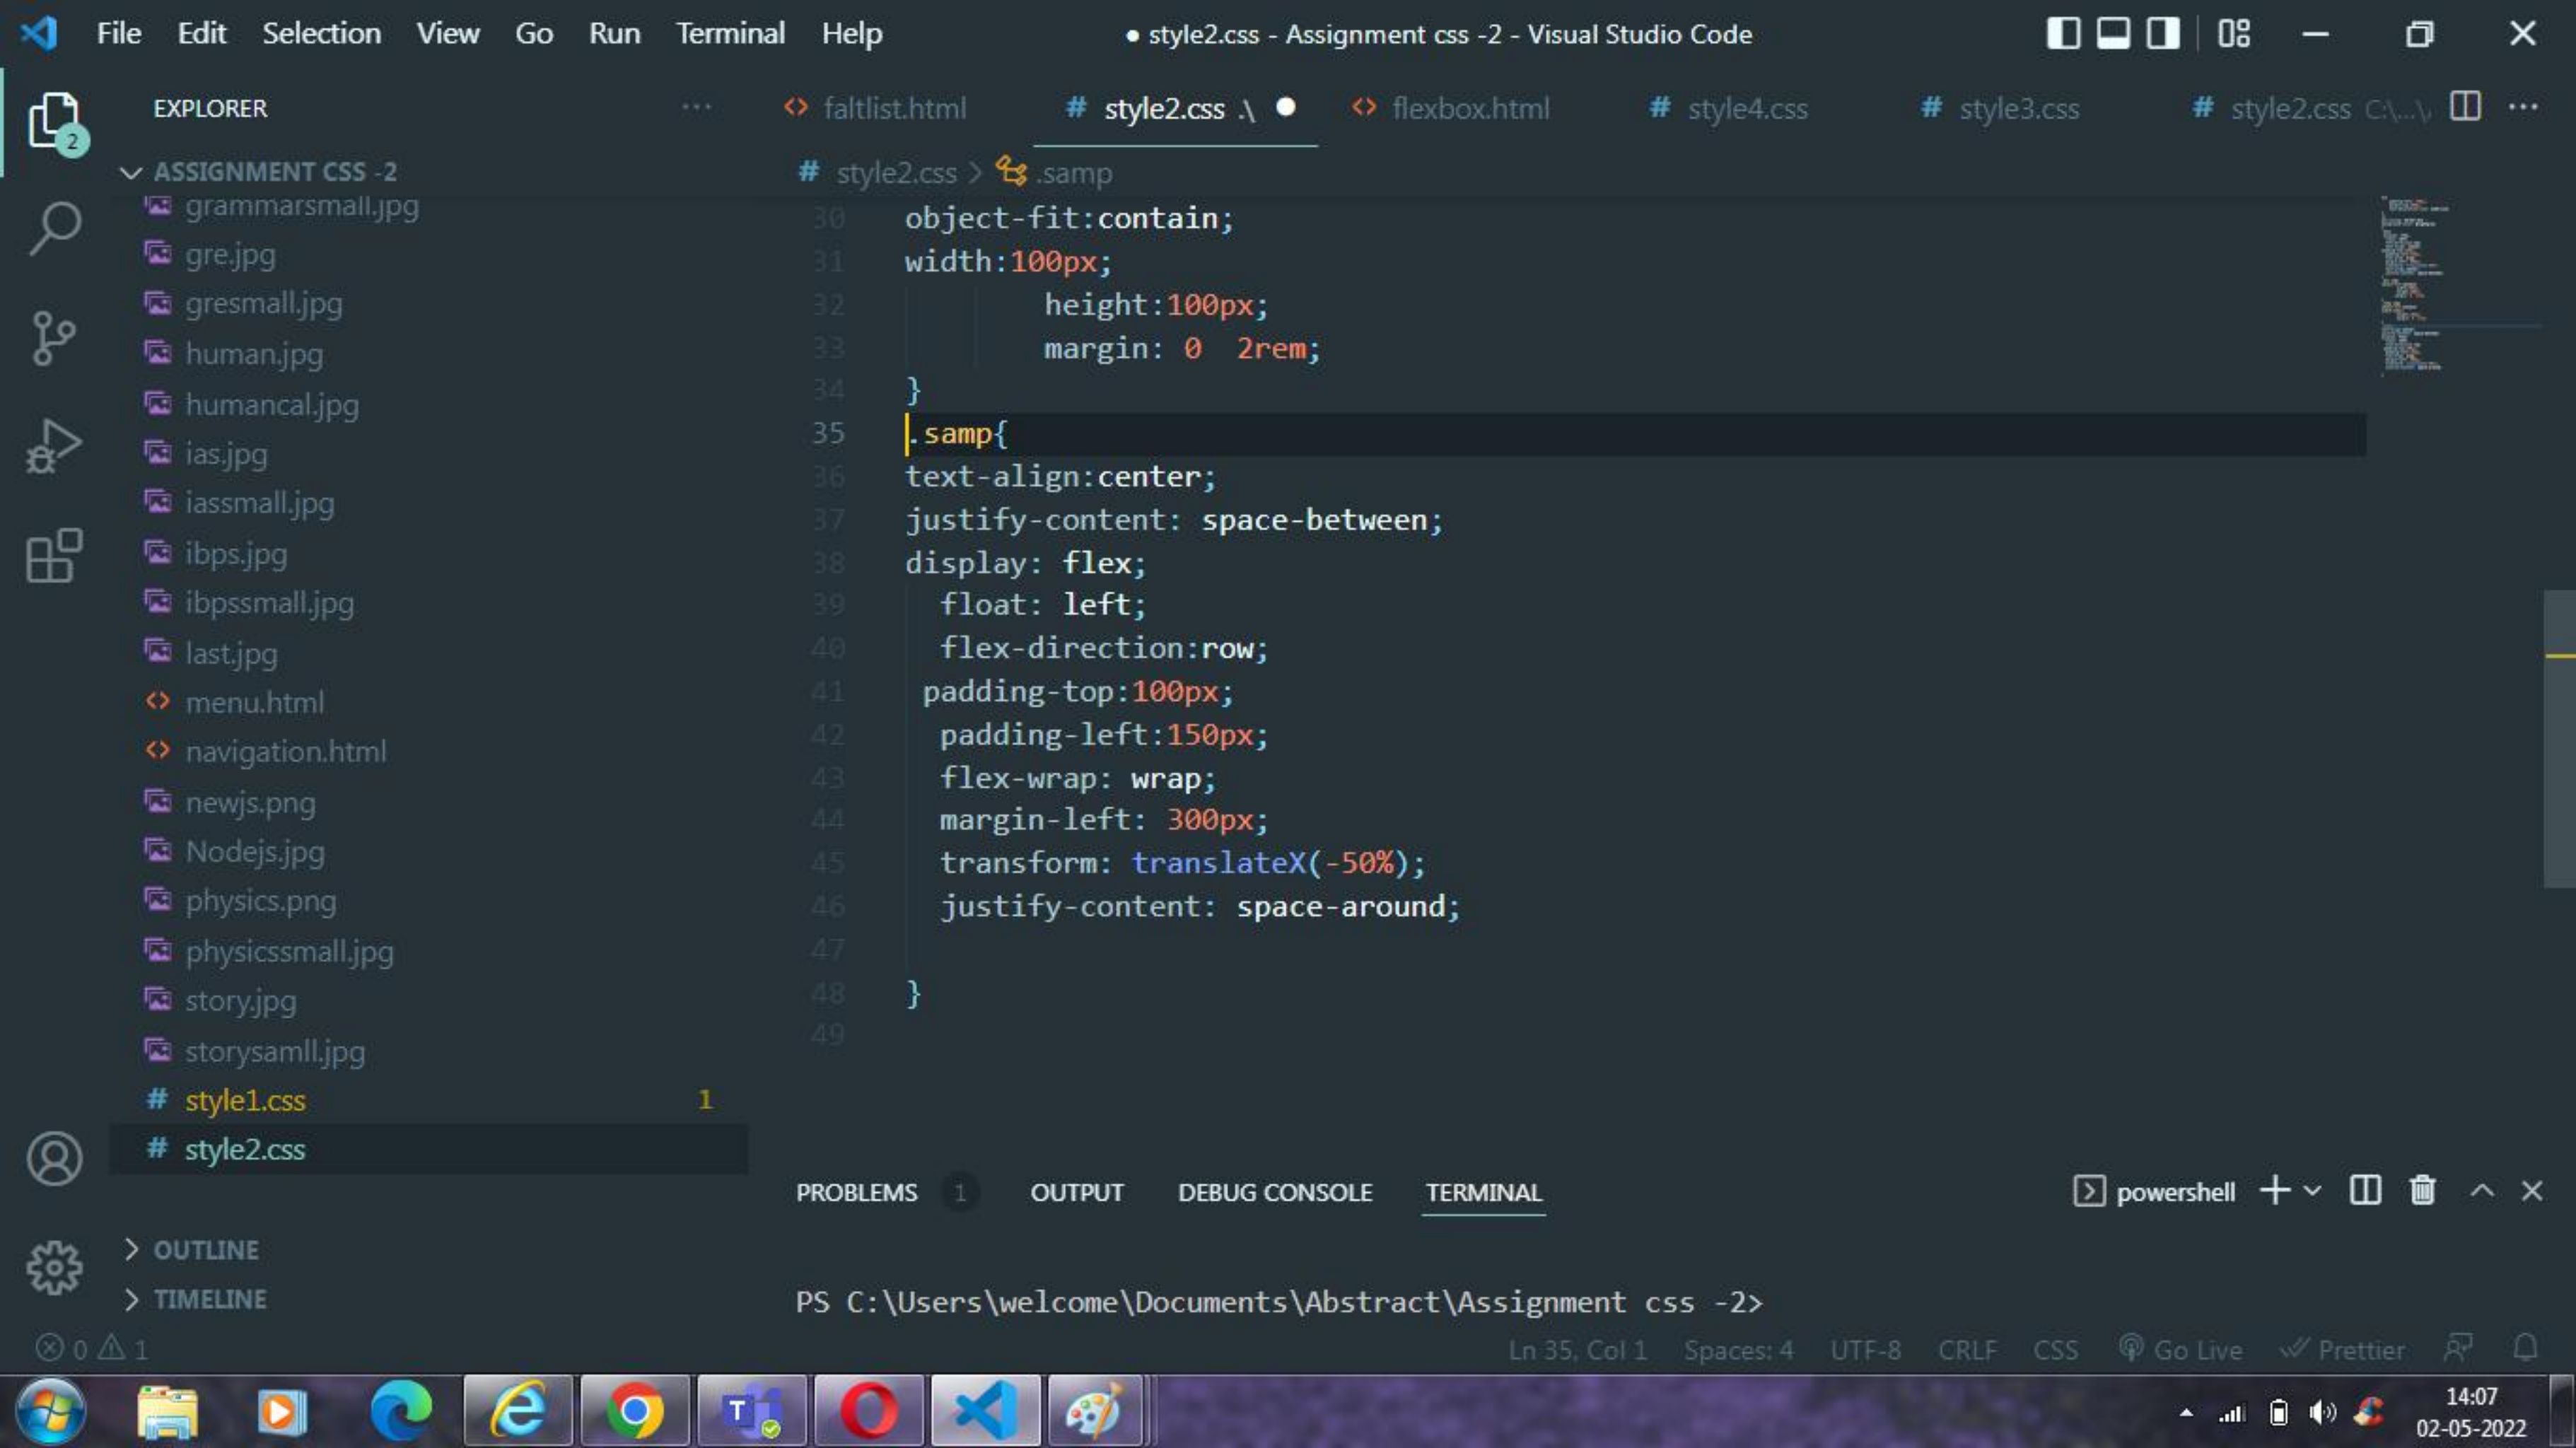 File Edit Selection View Go Run Terminal Help
● style2.css - Assignment css -2 - Visual Studio Code
EXPLORER
2
ASSIGNMENT CSS -2
grammarsmall.jpg
gre.jpg
gresmall.jpg
human.jpg
humancal.jpg
ias.jpg
iassmall.jpg
ibps.jpg
ibpssmall.jpg
last.jpg
menu.html
navigation.html
newjs.png
Nodejs.jpg
physics.png
physicssmall.jpg
story.jpg
storysamll.jpg
# style1.css 1
# style2.css
OUTLINE
TIMELINE
faltlist.html # style2.css .\ ● flexbox.html # style4.css # style3.css # style2.css C:\...\
# style2.css > .samp
30 object-fit:contain;
31 width:100px;
32 height:100px;
33 margin: 0  2rem;
34 }
35 .samp{
36 text-align:center;
37 justify-content: space-between;
38 display: flex;
39 float: left;
40 flex-direction:row;
41 padding-top:100px;
42 padding-left:150px;
43 flex-wrap: wrap;
44 margin-left: 300px;
45 transform: translateX(-50%);
46 justify-content: space-around;
47
48 }
49
PROBLEMS 1 OUTPUT DEBUG CONSOLE TERMINAL
powershell
PS C:\Users\welcome\Documents\Abstract\Assignment css -2>
0 1 Ln 35, Col 1 Spaces: 4 UTF-8 CRLF CSS Go Live Prettier
14:07
02-05-2022